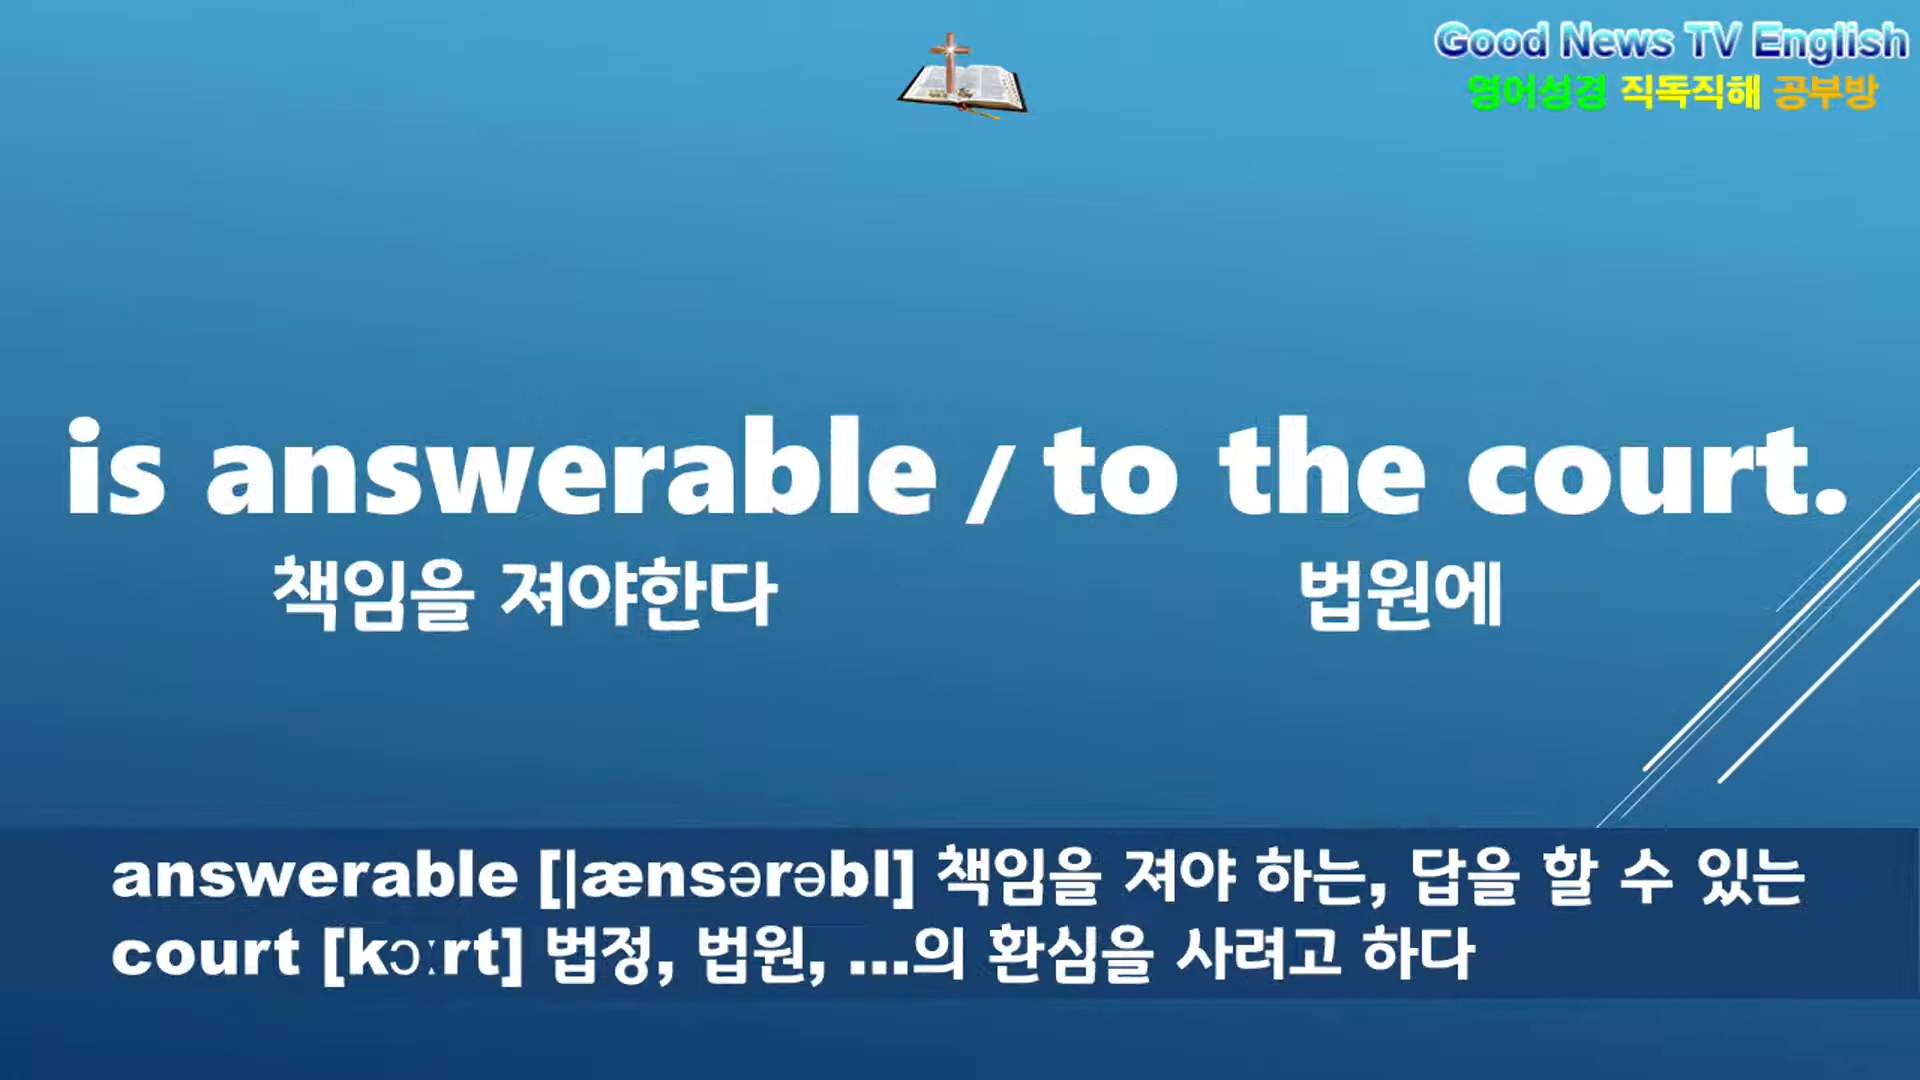 Good News TV English
영어성경 직독직해 공부방
is answerable / to the court.
책임을 져야한다 법원에
answerable [|ænsərəbl] 책임을 져야 하는, 답을 할 수 있는
court [kɔːrt] 법정, 법원, ...의 환심을 사려고 하다